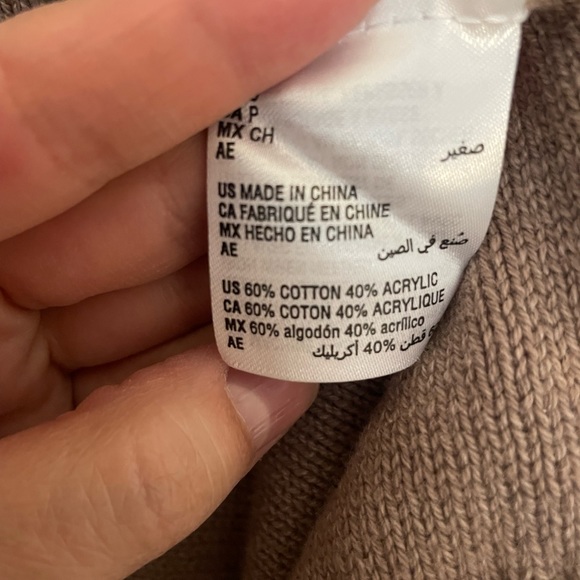 CA P
MX CH
AE صغير
US MADE IN CHINA
CA FABRIQUÉ EN CHINE
MX HECHO EN CHINA
AE صُنع في الصين
US 60% COTTON 40% ACRYLIC
CA 60% COTON 40% ACRYLIQUE
MX 60% algodón 40% acrílico
AE قطن 40% أكريليك